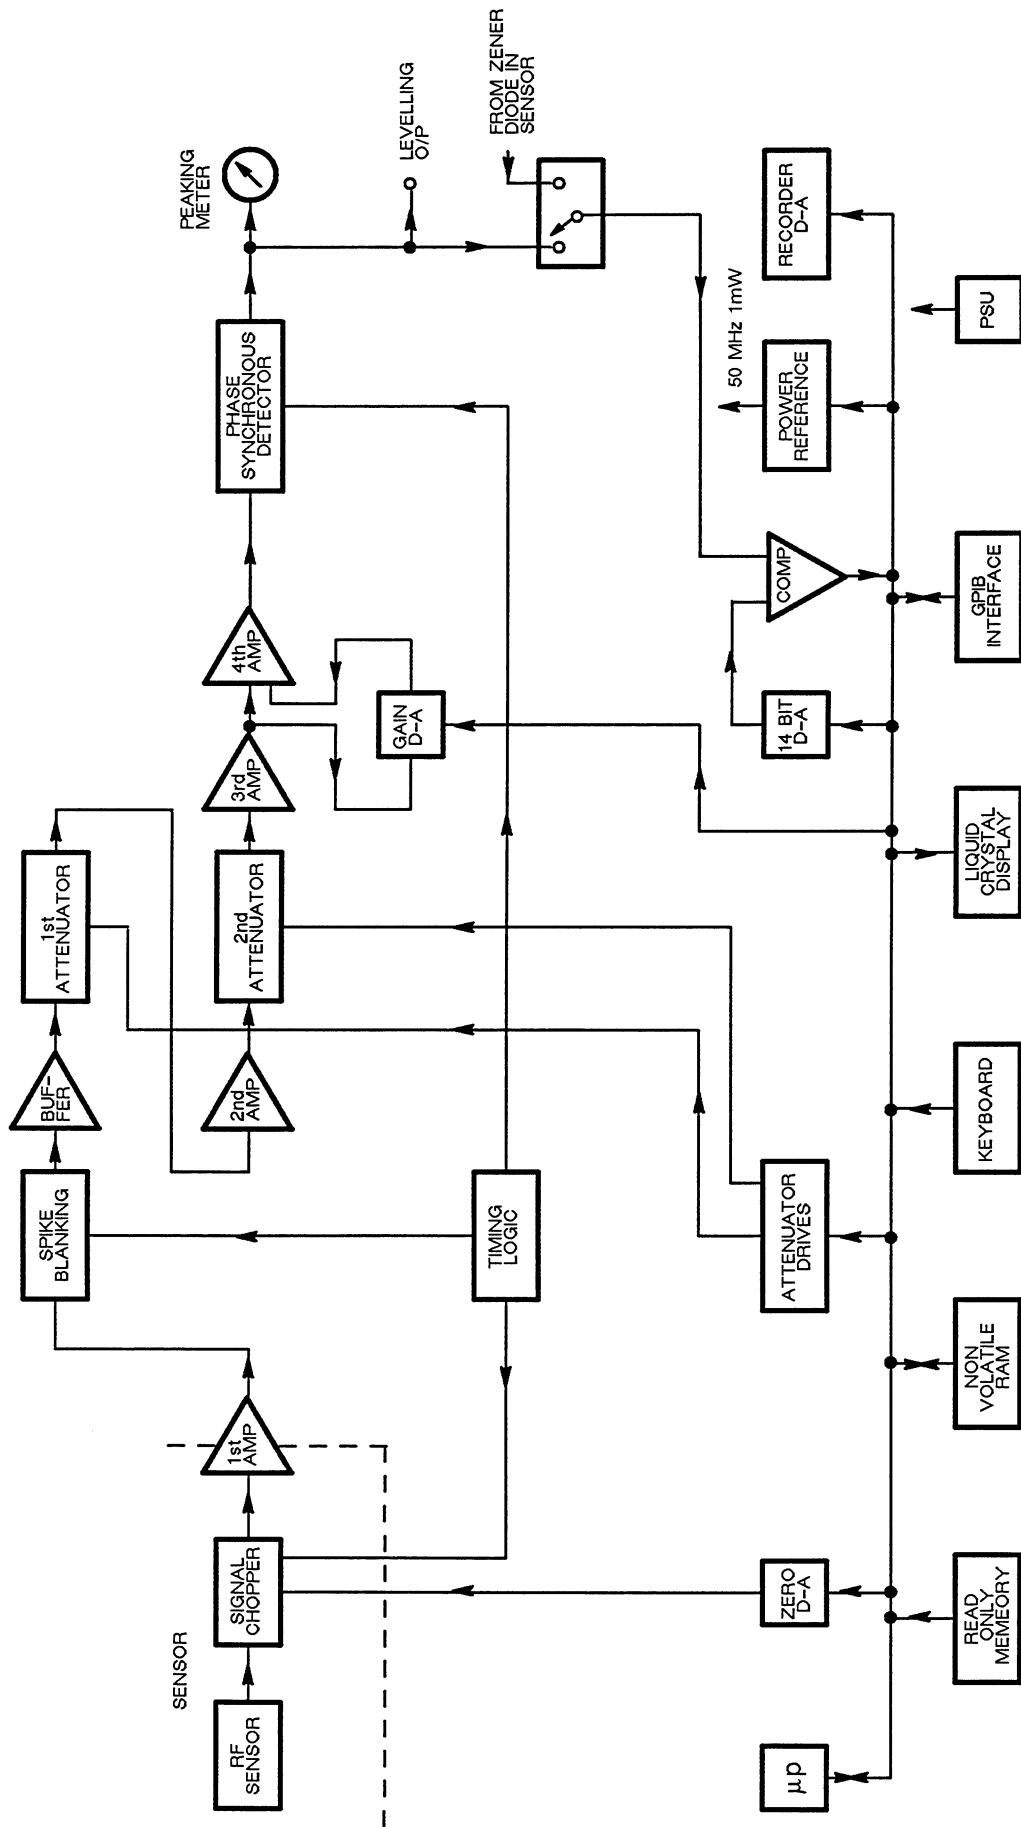 SENSOR
RF
SENSOR
SIGNAL
CHOPPER
1st
AMP
SPIKE
BLANKING
BUF-
FER
1st
ATTENUATOR
2nd
AMP
2nd
ATTENUATOR
3rd
AMP
4th
AMP
GAIN
D-A
PHASE
SYNCHRONOUS
DETECTOR
PEAKING
METER
LEVELLING
O/P
FROM ZENER
DIODE IN
SENSOR
TIMING
LOGIC
μp
ZERO
D-A
ATTENUATOR
DRIVES
14 BIT
D-A
COMP
50 MHz 1mW
POWER
REFERENCE
RECORDER
D-A
READ
ONLY
MEMEORY
NON
VOLATILE
RAM
KEYBOARD
LIQUID
CRYSTAL
DISPLAY
GPIB
INTERFACE
PSU